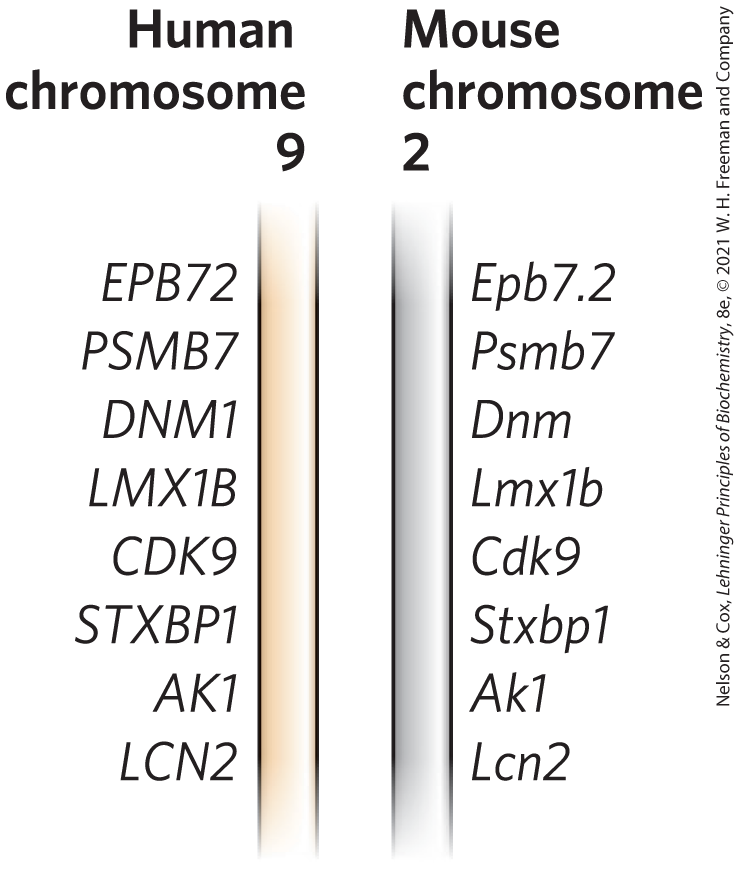 Human
chromosome
9
Mouse
chromosome
2
EPB72
PSMB7
DNM1
LMX1B
CDK9
STXBP1
AK1
LCN2
Epb7.2
Psmb7
Dnm
Lmx1b
Cdk9
Stxbp1
Ak1
Lcn2
Nelson & Cox, Lehninger Principles of Biochemistry, 8e, © 2021 W. H. Freeman and Company